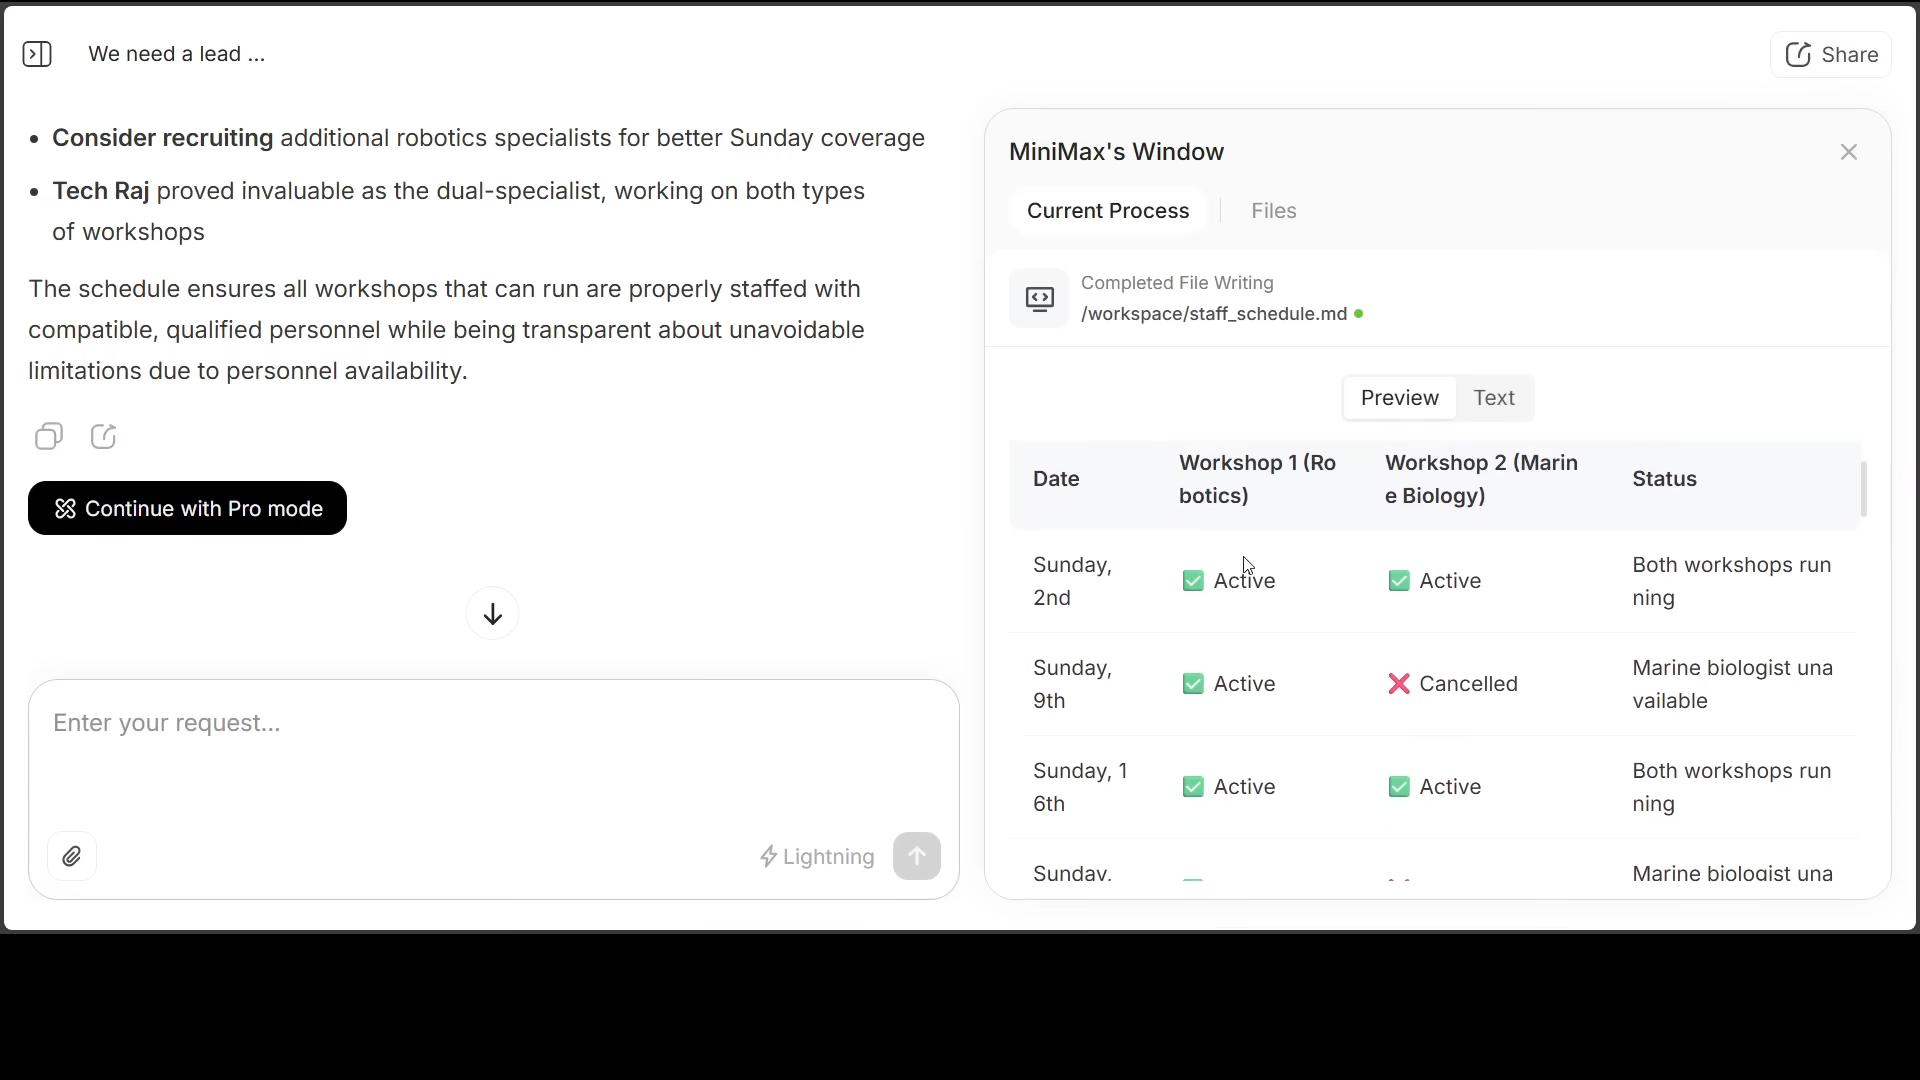 We need a lead ...
Share
• Consider recruiting additional robotics specialists for better Sunday coverage
• Tech Raj proved invaluable as the dual-specialist, working on both types
of workshops
The schedule ensures all workshops that can run are properly staffed with
compatible, qualified personnel while being transparent about unavoidable
limitations due to personnel availability.
Continue with Pro mode
Enter your request...
Lightning
MiniMax's Window
Current Process
Files
Completed File Writing
/workspace/staff_schedule.md
Preview
Text
Date
Workshop 1 (Ro
botics)
Workshop 2 (Marin
e Biology)
Status
Sunday,
2nd
✅ Active
✅ Active
Both workshops run
ning
Sunday,
9th
✅ Active
❌ Cancelled
Marine biologist una
vailable
Sunday, 1
6th
✅ Active
✅ Active
Both workshops run
ning
Sunday,
Marine biologist una